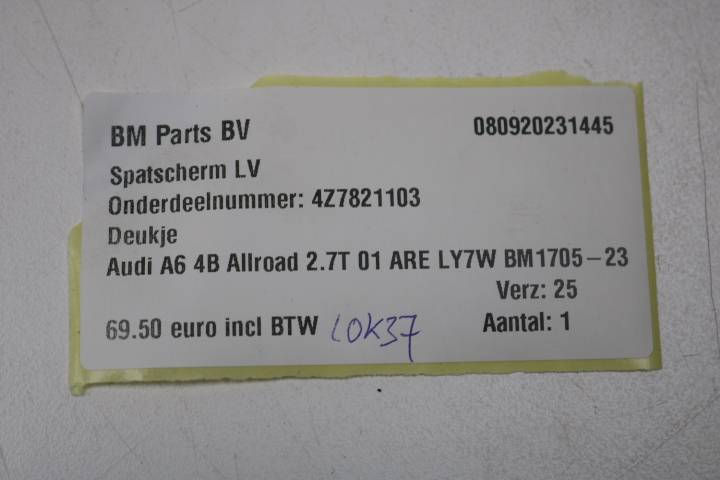 BM Parts BV 080920231445
Spatscherm LV
Onderdeelnummer: 4Z7821103
Deukje
Audi A6 4B Allroad 2.7T 01 ARE LY7W BM1705-23
Verz: 25
69.50 euro incl BTW LOK37 Aantal: 1